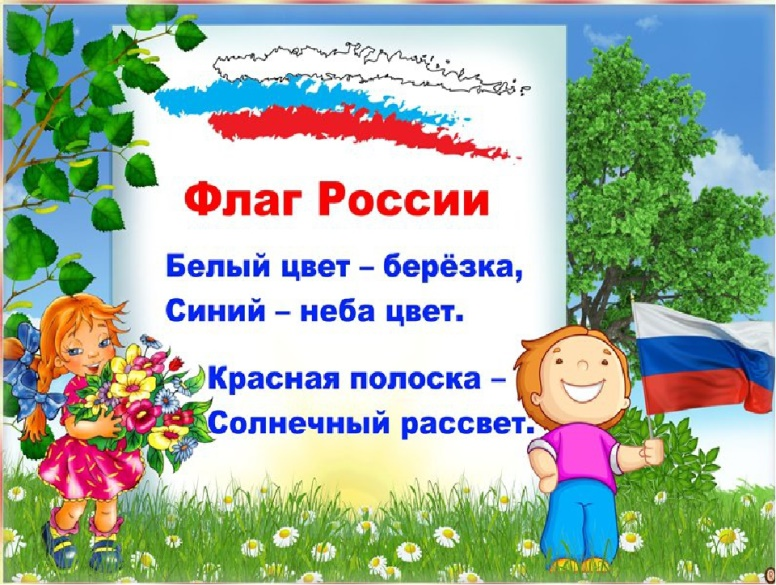 Флаг России
Белый цвет – берёзка,
Синий – неба цвет.
Красная полоска –
Солнечный рассвет.